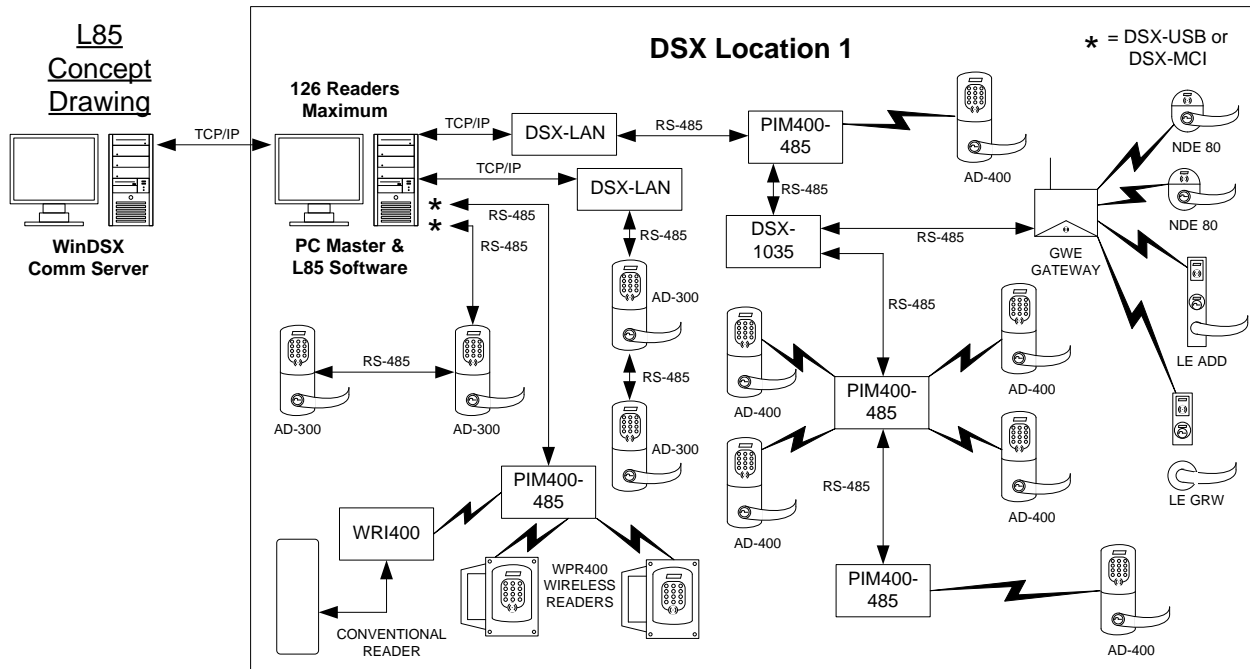 L85
Concept
Drawing
DSX Location 1
* = DSX-USB or
DSX-MCI
126 Readers
Maximum
TCP/IP
TCP/IP
DSX-LAN
RS-485
PIM400-
485
AD-400
NDE 80
TCP/IP
DSX-LAN
RS-485
NDE 80
*
*
RS-485
RS-485
RS-485
DSX-
1035
RS-485
GWE
GATEWAY
WinDSX
Comm Server
PC Master &
L85 Software
AD-300
RS-485
LE ADD
RS-485
AD-300
AD-300
RS-485
AD-300
AD-400
AD-400
PIM400-
485
AD-400
AD-400
RS-485
LE GRW
PIM400-
485
WRI400
WPR400
WIRELESS
READERS
CONVENTIONAL
READER
PIM400-
485
AD-400